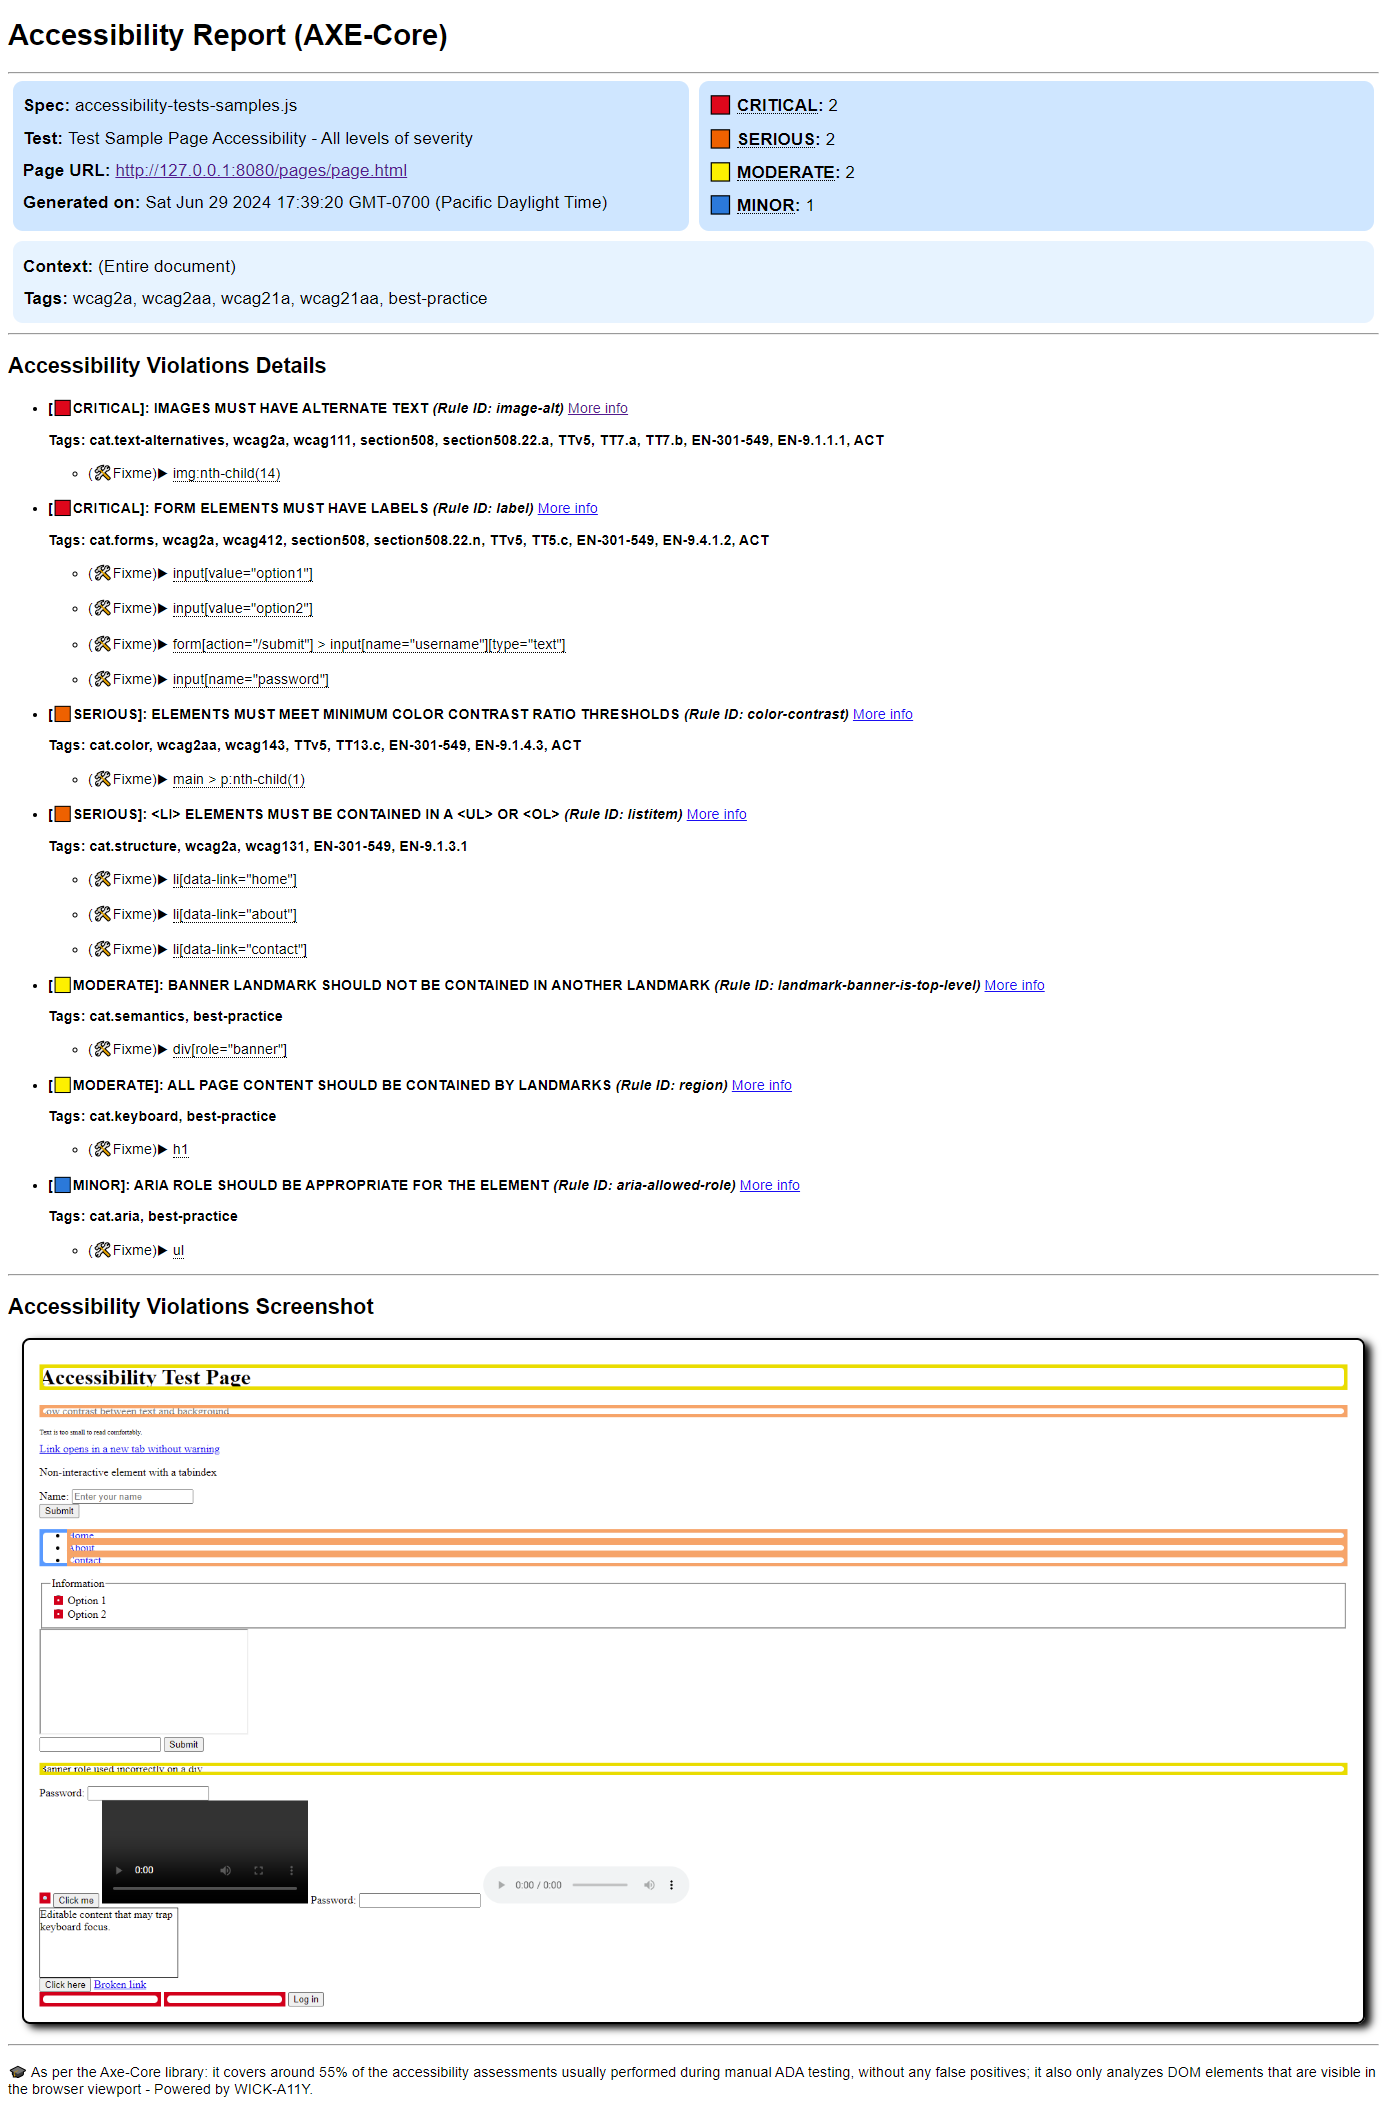 Accessibility Report (AXE-Core)
Spec: accessibility-tests-samples.js
Test: Test Sample Page Accessibility - All levels of severity
Page URL: http://127.0.0.1:8080/pages/page.html
Generated on: Sat Jun 29 2024 17:39:20 GMT-0700 (Pacific Daylight Time)
CRITICAL: 2
SERIOUS: 2
MODERATE: 2
MINOR: 1
Context: (Entire document)
Tags: wcag2a, wcag2aa, wcag21a, wcag21aa, best-practice
Accessibility Violations Details
• [CRITICAL]: IMAGES MUST HAVE ALTERNATE TEXT (Rule ID: image-alt) More info
Tags: cat.text-alternatives, wcag2a, wcag111, section508, section508.22.a, TTv5, TT7.a, TT7.b, EN-301-549, EN-9.1.1.1, ACT
(Fixme)▶ img:nth-child(14)
• [CRITICAL]: FORM ELEMENTS MUST HAVE LABELS (Rule ID: label) More info
Tags: cat.forms, wcag2a, wcag412, section508, section508.22.n, TTv5, TT5.c, EN-301-549, EN-9.4.1.2, ACT
(Fixme)▶ input[value="option1"]
(Fixme)▶ input[value="option2"]
(Fixme)▶ form[action="/submit"] > input[name="username"][type="text"]
(Fixme)▶ input[name="password"]
• [SERIOUS]: ELEMENTS MUST MEET MINIMUM COLOR CONTRAST RATIO THRESHOLDS (Rule ID: color-contrast) More info
Tags: cat.color, wcag2aa, wcag143, TTv5, TT13.c, EN-301-549, EN-9.1.4.3, ACT
(Fixme)▶ main > p:nth-child(1)
• [SERIOUS]: <LI> ELEMENTS MUST BE CONTAINED IN A <UL> OR <OL> (Rule ID: listitem) More info
Tags: cat.structure, wcag2a, wcag131, EN-301-549, EN-9.1.3.1
(Fixme)▶ li[data-link="home"]
(Fixme)▶ li[data-link="about"]
(Fixme)▶ li[data-link="contact"]
• [MODERATE]: BANNER LANDMARK SHOULD NOT BE CONTAINED IN ANOTHER LANDMARK (Rule ID: landmark-banner-is-top-level) More info
Tags: cat.semantics, best-practice
(Fixme)▶ div[role="banner"]
• [MODERATE]: ALL PAGE CONTENT SHOULD BE CONTAINED BY LANDMARKS (Rule ID: region) More info
Tags: cat.keyboard, best-practice
(Fixme)▶ h1
• [MINOR]: ARIA ROLE SHOULD BE APPROPRIATE FOR THE ELEMENT (Rule ID: aria-allowed-role) More info
Tags: cat.aria, best-practice
(Fixme)▶ ul
Accessibility Violations Screenshot
Accessibility Test Page
Low contrast between text and background
Text is too small to read comfortably.
Link opens in a new tab without warning
Non-interactive element with a tabindex
Name: Enter your name
Submit
• Home
• About
• Contact
Information
Option 1
Option 2
Submit
Banner role used incorrectly on a div
Password:
0:00
Click me Password: 0:00 / 0:00
Editable content that may trap
keyboard focus.
Click here Broken link
Log in
As per the Axe-Core library: it covers around 55% of the accessibility assessments usually performed during manual ADA testing, without any false positives; it also only analyzes DOM elements that are visible in
the browser viewport - Powered by WICK-A11Y.